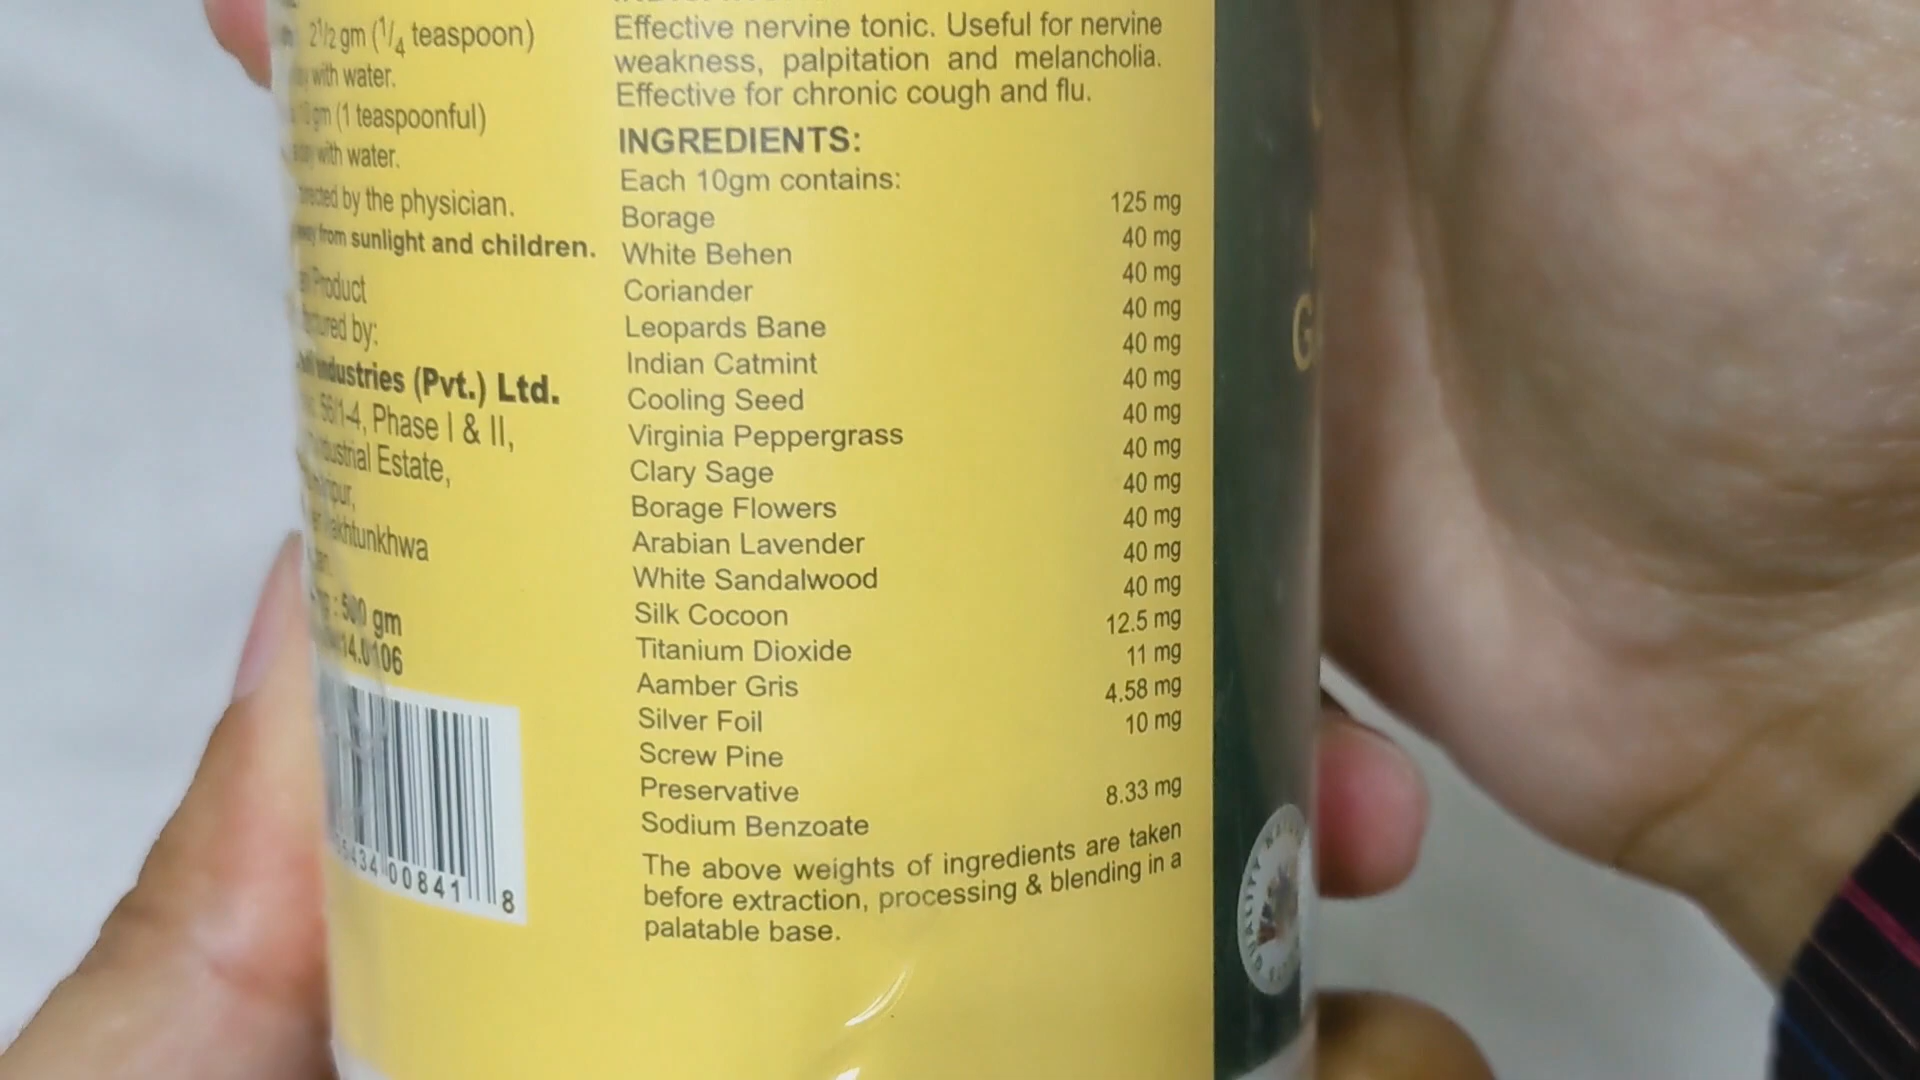 2½ gm (¼ teaspoon)
with water.
gm (1 teaspoonful)
with water.
by the physician.
from sunlight and children.
Product
by:
Industries (Pvt.) Ltd.
56/1-4, Phase I & II,
Estate,
gm
Effective nervine tonic. Useful for nervine
weakness, palpitation and melancholia.
Effective for chronic cough and flu.
INGREDIENTS:
Each 10gm contains:
Borage 125 mg
White Behen 40 mg
Coriander 40 mg
Leopards Bane 40 mg
Indian Catmint 40 mg
Cooling Seed 40 mg
Virginia Peppergrass 40 mg
Clary Sage 40 mg
Borage Flowers 40 mg
Arabian Lavender 40 mg
White Sandalwood 40 mg
Silk Cocoon 40 mg
Titanium Dioxide 12.5 mg
Aamber Gris 11 mg
Silver Foil 4.58 mg
Screw Pine 10 mg
Preservative
Sodium Benzoate 8.33 mg
The above weights of ingredients are taken
before extraction, processing & blending in a
palatable base.